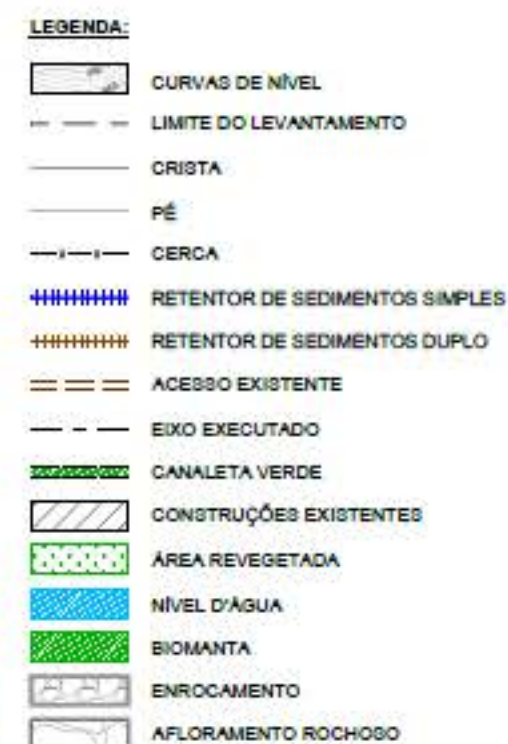 LEGENDA:
CURVAS DE NÍVEL
LIMITE DO LEVANTAMENTO
CRISTA
PÉ
CERCA
RETENTOR DE SEDIMENTOS SIMPLES
RETENTOR DE SEDIMENTOS DUPLO
ACESSO EXISTENTE
EIXO EXECUTADO
CANALETA VERDE
CONSTRUÇÕES EXISTENTES
ÁREA REVEGETADA
NÍVEL D'ÁGUA
BIOMANTA
ENROCAMENTO
AFLORAMENTO ROCHOSO